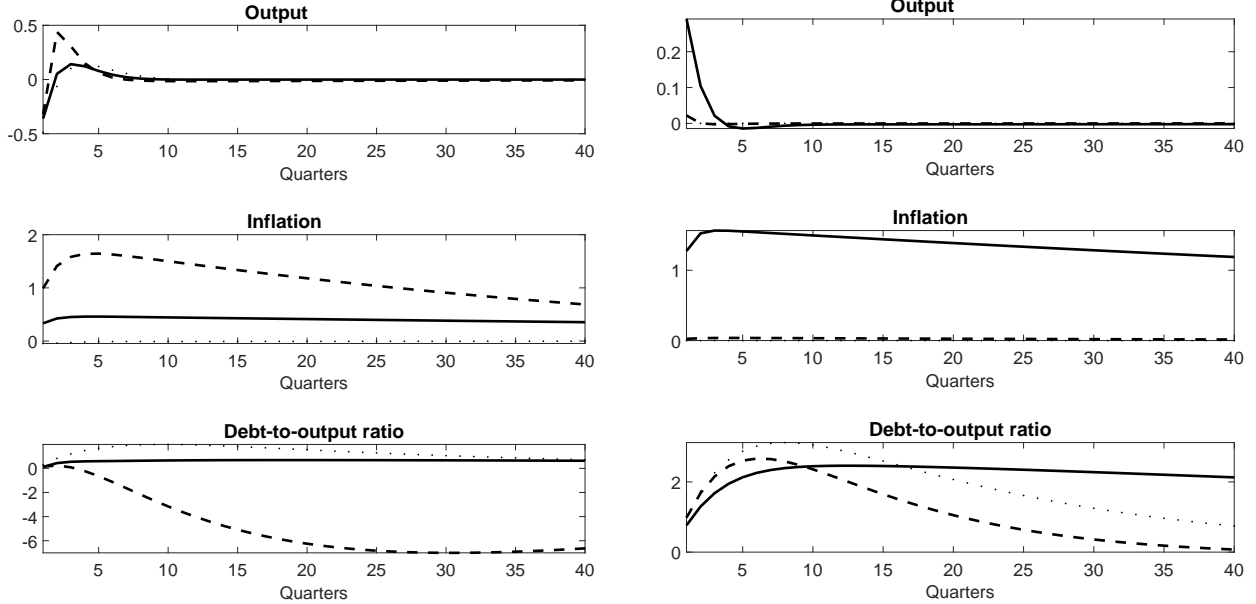 Output
0.5
0
-0.5
5 10 15 20 25 30 35 40
Quarters
Inflation
2
1
0
5 10 15 20 25 30 35 40
Quarters
Debt-to-output ratio
0
-2
-4
-6
5 10 15 20 25 30 35 40
Quarters
Output
0.2
0.1
0
5 10 15 20 25 30 35 40
Quarters
Inflation
1
0
5 10 15 20 25 30 35 40
Quarters
Debt-to-output ratio
2
0
5 10 15 20 25 30 35 40
Quarters